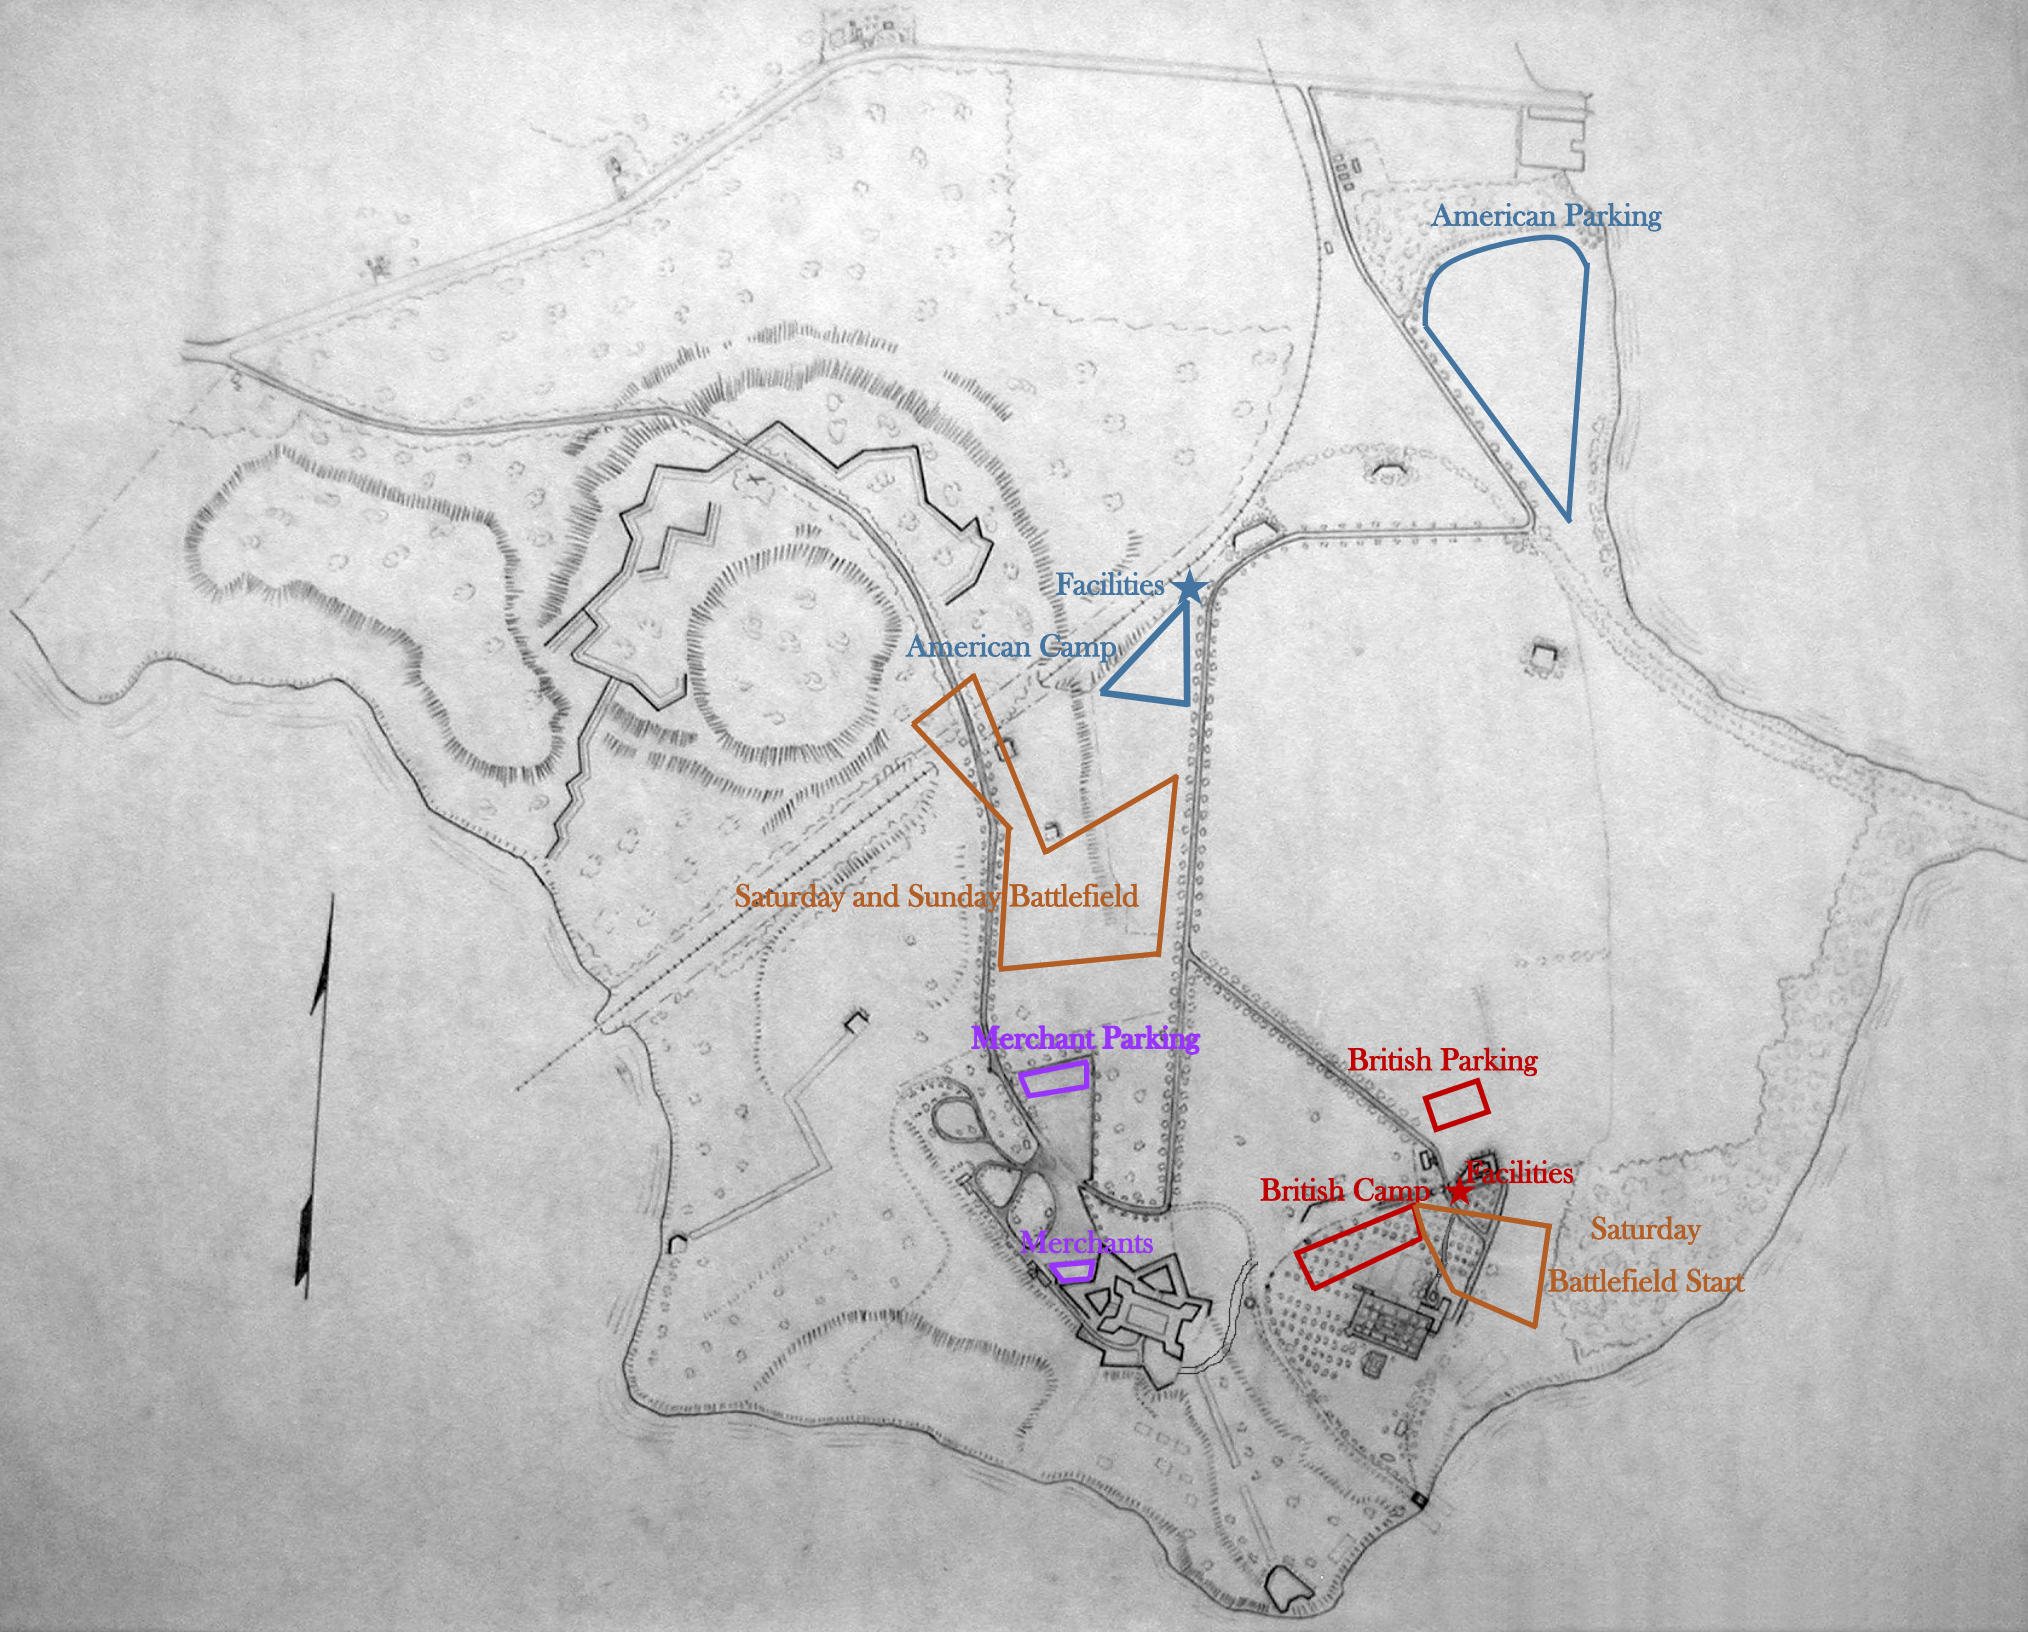 American Parking
Facilities
American Camp
Saturday and Sunday Battlefield
Merchant Parking
British Parking
Facilities
British Camp
Saturday
Battlefield Start
Merchants